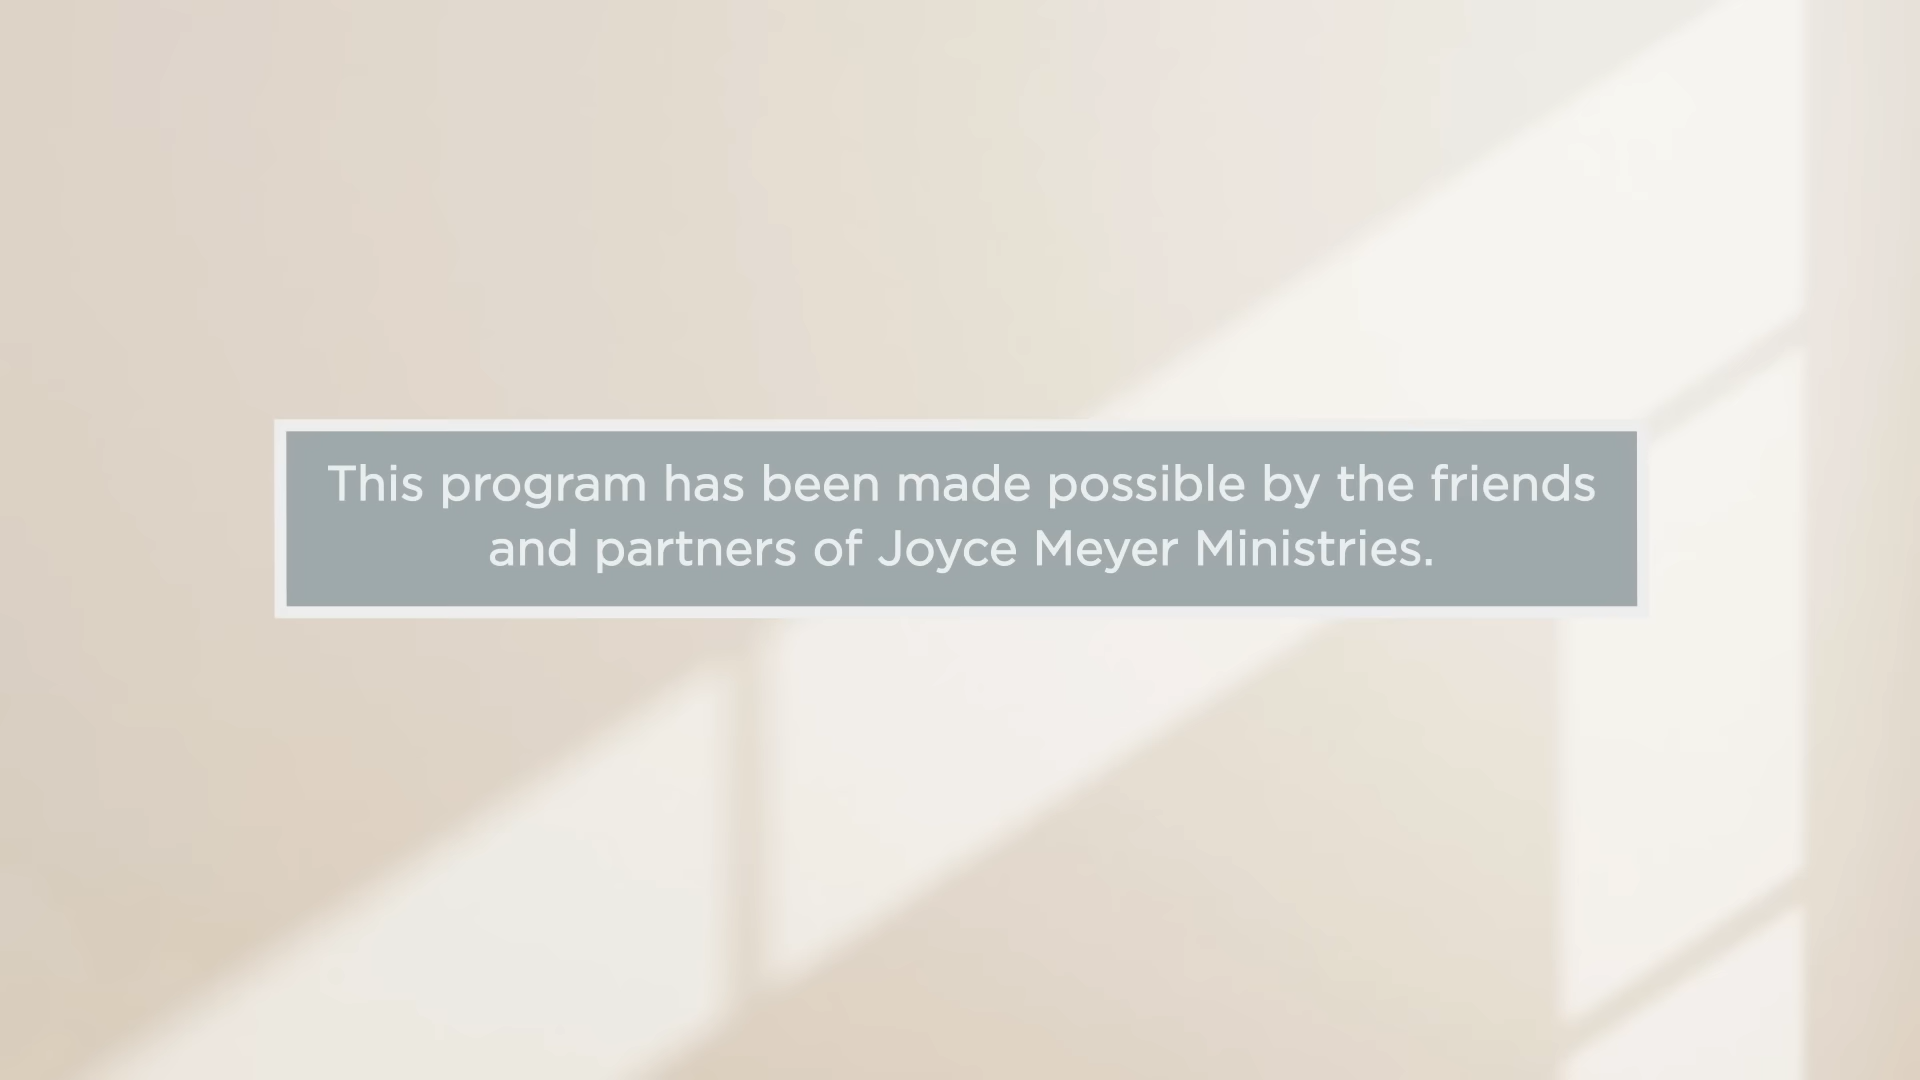 This program has been made possible by the friends
and partners of Joyce Meyer Ministries.